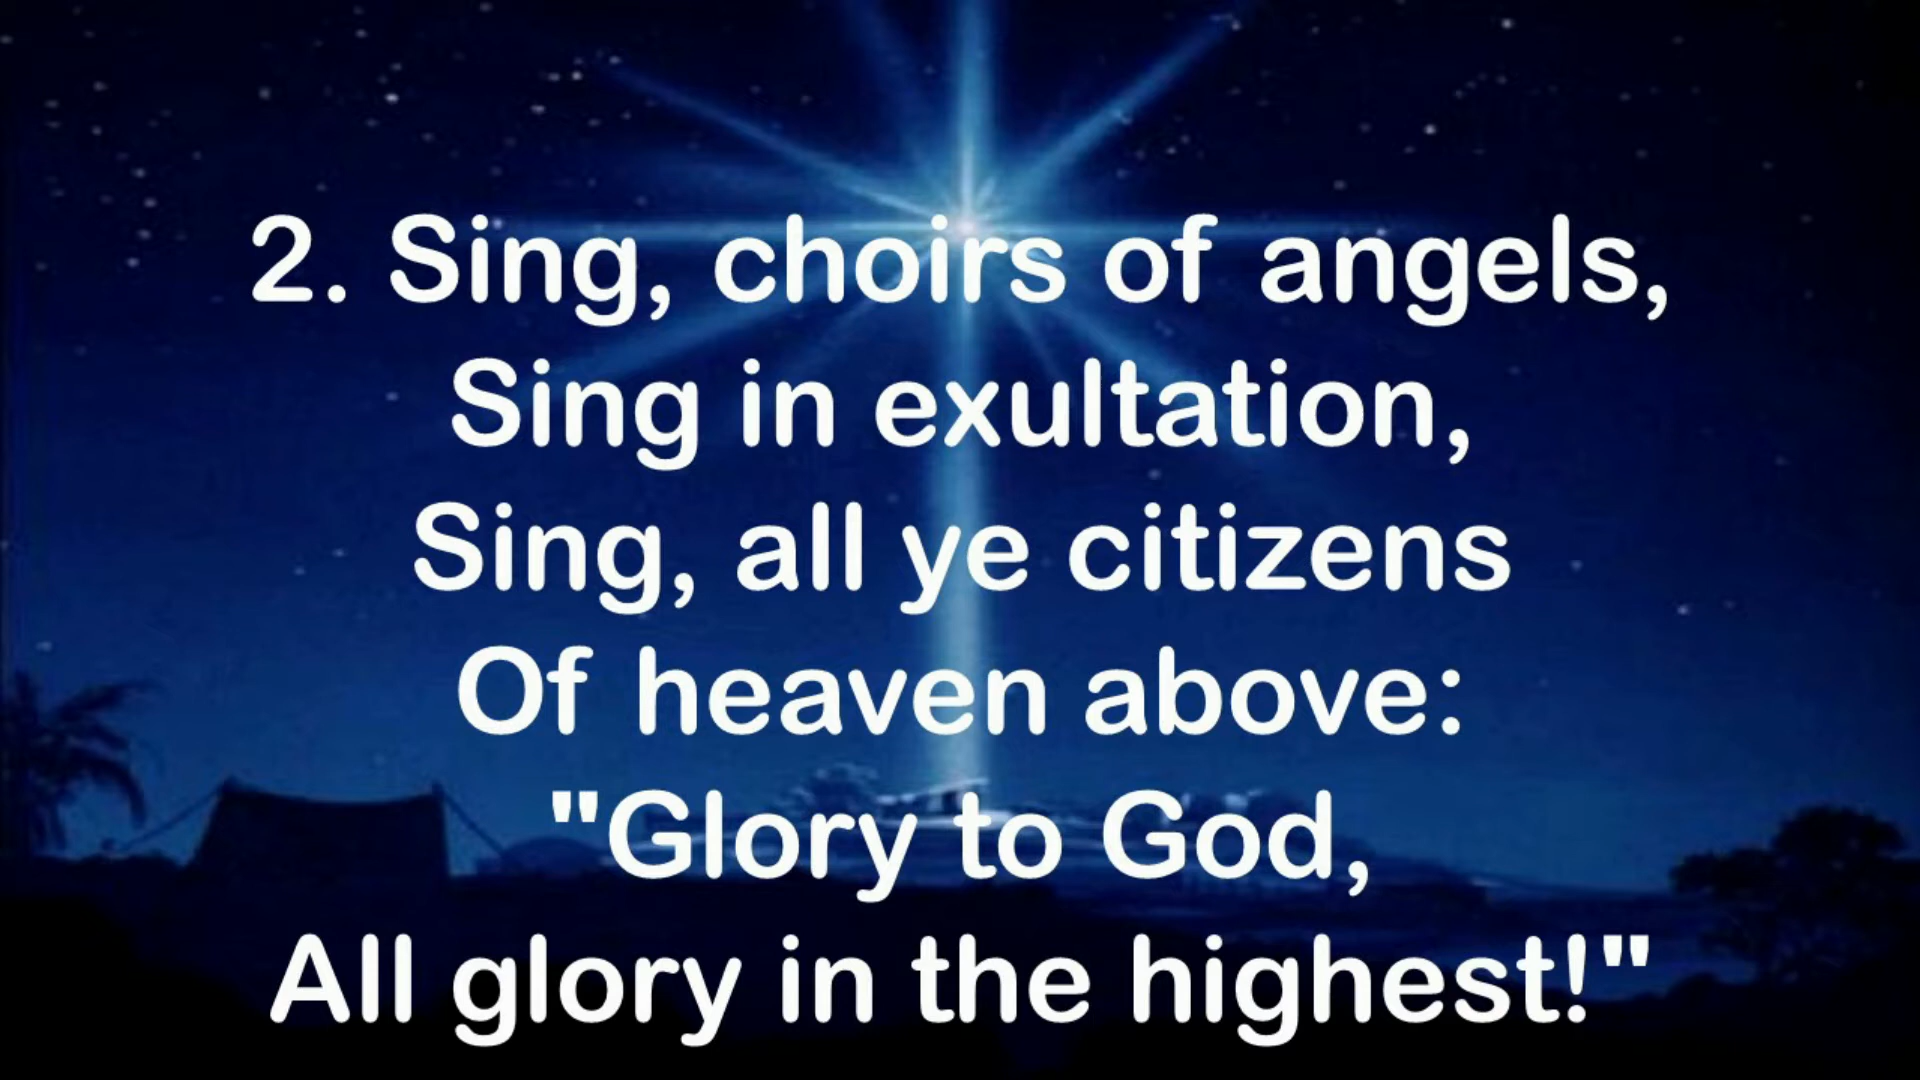 2. Sing, choirs of angels,
Sing in exultation,
Sing, all ye citizens
Of heaven above:
"Glory to God,
All glory in the highest!"